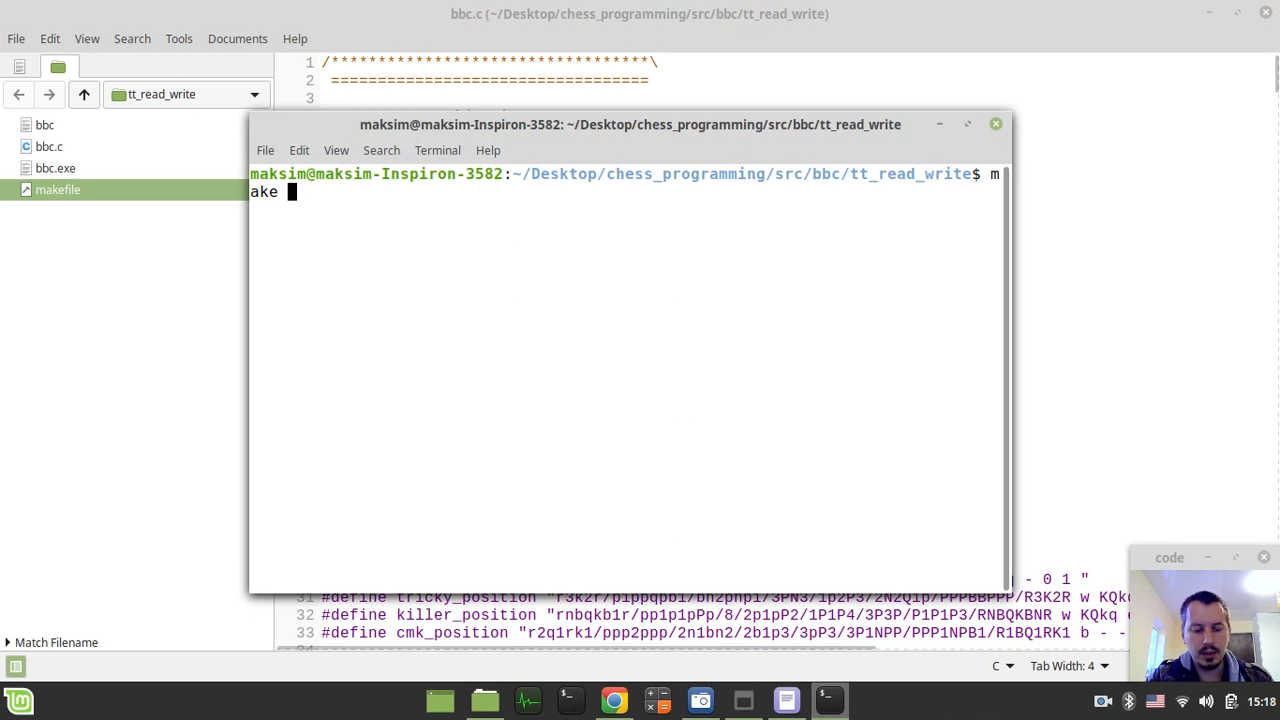 bbc.c (~/Desktop/chess_programming/src/bbc/tt_read_write)
File Edit View Search Tools Documents Help
tt_read_write
bbc
bbc.c
bbc.exe
makefile
1 /**********************************\
2 ==================================
3
maksim@maksim-Inspiron-3582: ~/Desktop/chess_programming/src/bbc/tt_read_write
File Edit View Search Terminal Help
maksim@maksim-Inspiron-3582:~/Desktop/chess_programming/src/bbc/tt_read_write$ m
ake
code
- 0 1 "
31 #define tricky_position "r3k2r/p1ppqpb1/bn2pnp1/3PN3/1p2P3/2N2Q1p/PPPBBPPP/R3K2R w KQkq
32 #define killer_position "rnbqkb1r/pp1p1pPp/8/2p1pP2/1P1P4/3P3P/P1P1P3/RNBQKBNR w KQkq e
33 #define cmk_position "r2q1rk1/ppp2ppp/2n1bn2/2b1p3/3pP3/3P1NPP/PPP1NPB1/R1BQ1RK1 b - -
Match Filename
C Tab Width: 4
15:18